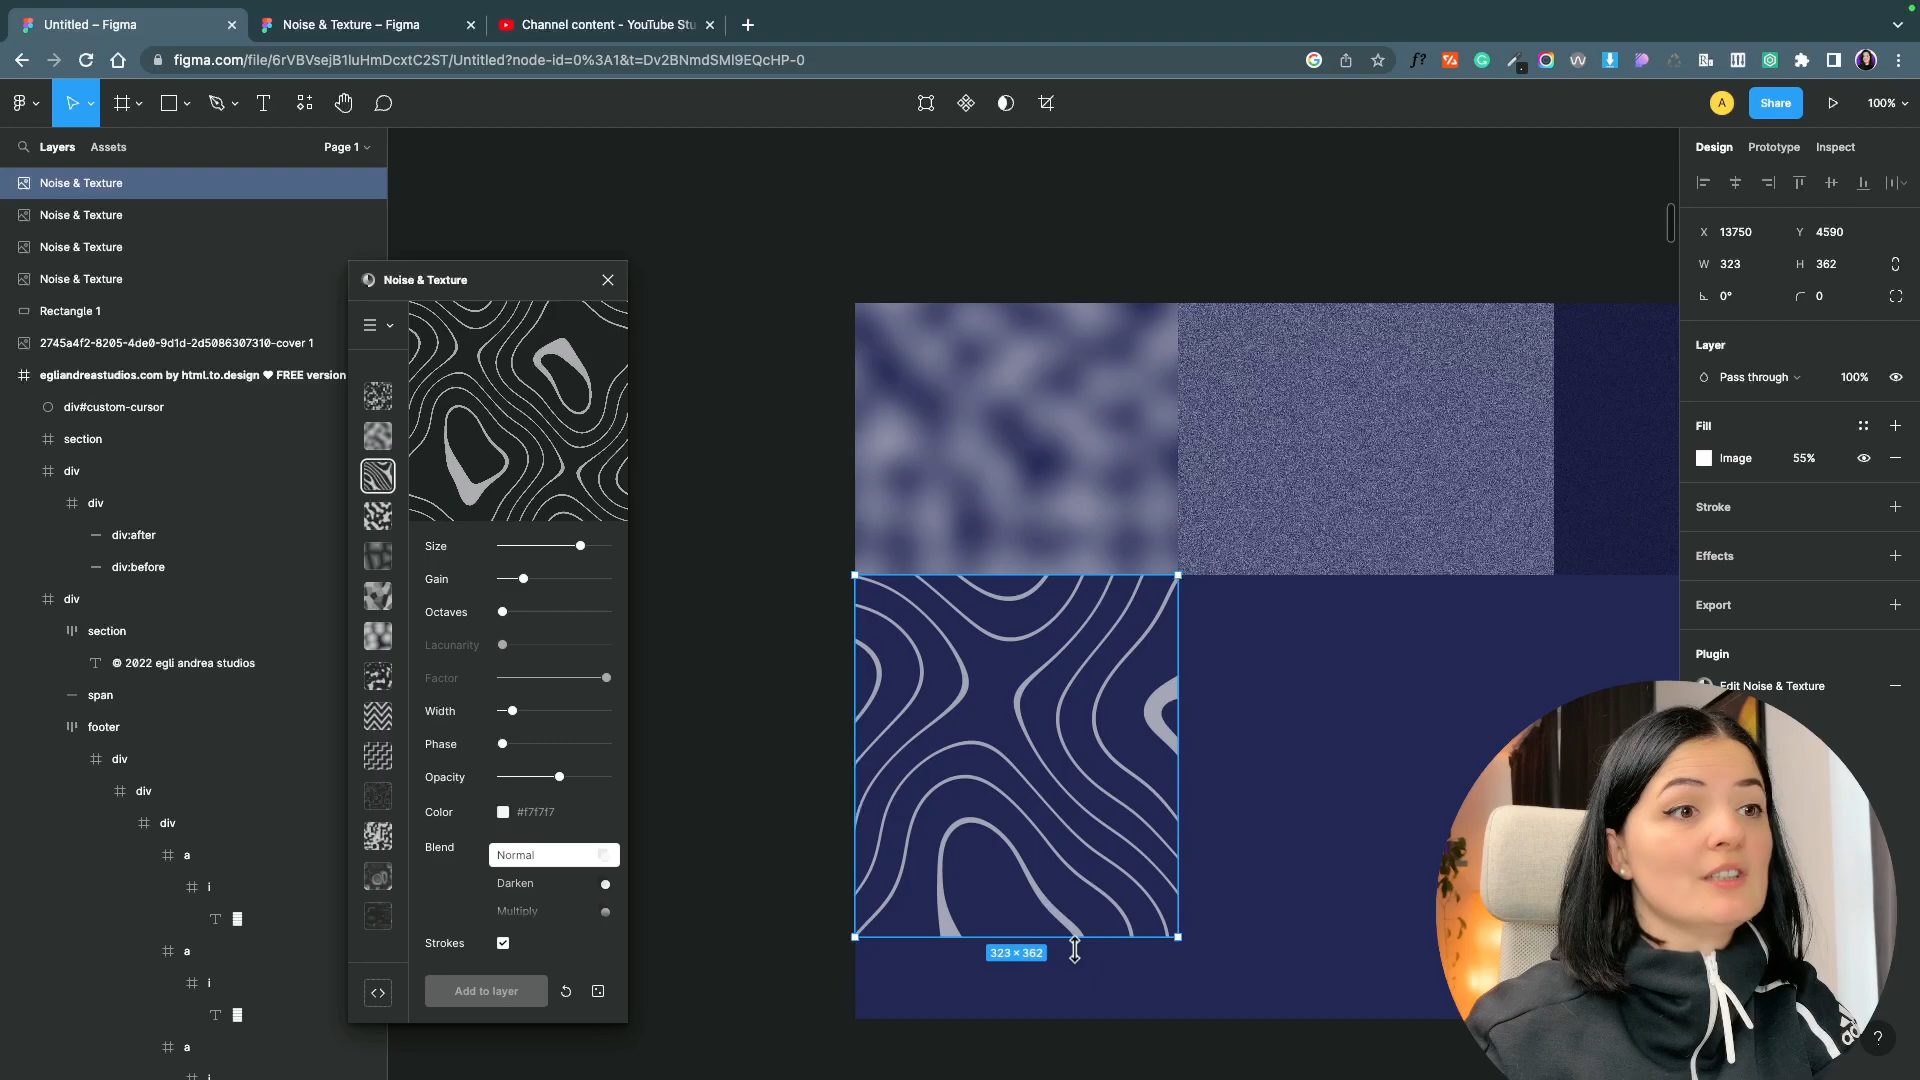 Untitled – Figma
Noise & Texture – Figma
Channel content - YouTube Stu
figma.com/file/6rVBVsejB1luHmDcxtC2ST/Untitled?node-id=0%3A1&t=Dv2BNmdSMl9EQcHP-0
f?
A
Share
100%
Layers
Assets
Page 1
Design
Prototype
Inspect
Noise & Texture
Noise & Texture
Noise & Texture
Noise & Texture
Rectangle 1
2745a4f2-8205-4de0-9d1d-2d5086307310-cover 1
egliandreastudios.com by html.to.design ❤ FREE version
div#custom-cursor
section
div
div
div:after
div:before
div
section
© 2022 egli andrea studios
span
footer
div
div
div
a
i
a
i
a
Noise & Texture
Size
Gain
Octaves
Lacunarity
Factor
Width
Phase
Opacity
Color
#f7f7f7
Blend
Normal
Darken
Multiply
Strokes
Add to layer
323 × 362
X 13750
Y 4590
W 323
H 362
0°
0
Layer
Pass through
100%
Fill
Image
55%
Stroke
Effects
Export
Plugin
Edit Noise & Texture
?